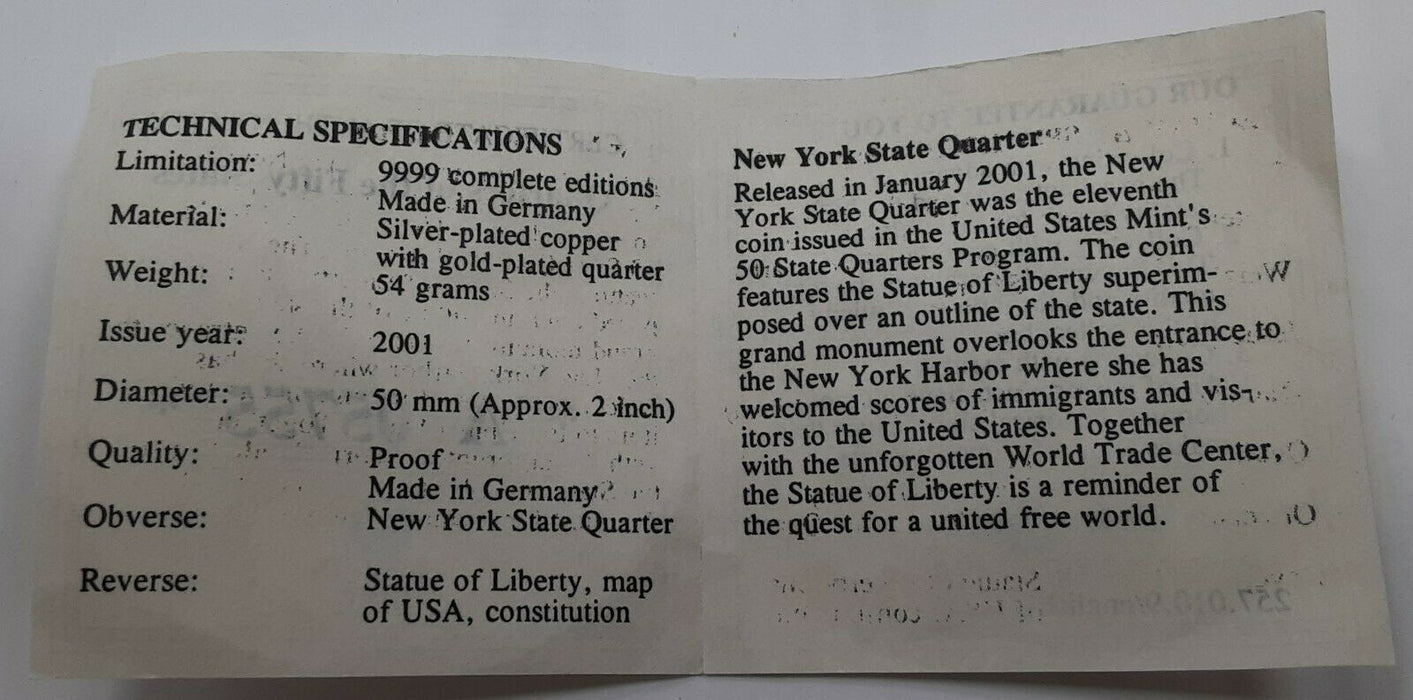 TECHNICAL SPECIFICATIONS
Limitation: 9999 complete editions
Made in Germany
Material: Silver-plated copper
with gold-plated quarter
Weight: 54 grams
Issue year: 2001
Diameter: 50 mm (Approx. 2 inch)
Quality: Proof
Made in Germany
Obverse: New York State Quarter
Reverse: Statue of Liberty, map
of USA, constitution
New York State Quarter
Released in January 2001, the New
York State Quarter was the eleventh
coin issued in the United States Mint's
50 State Quarters Program. The coin
features the Statue of Liberty superim-
posed over an outline of the state. This
grand monument overlooks the entrance to
the New York Harbor where she has
welcomed scores of immigrants and vis-
itors to the United States. Together
with the unforgotten World Trade Center,
the Statue of Liberty is a reminder of
the quest for a united free world.